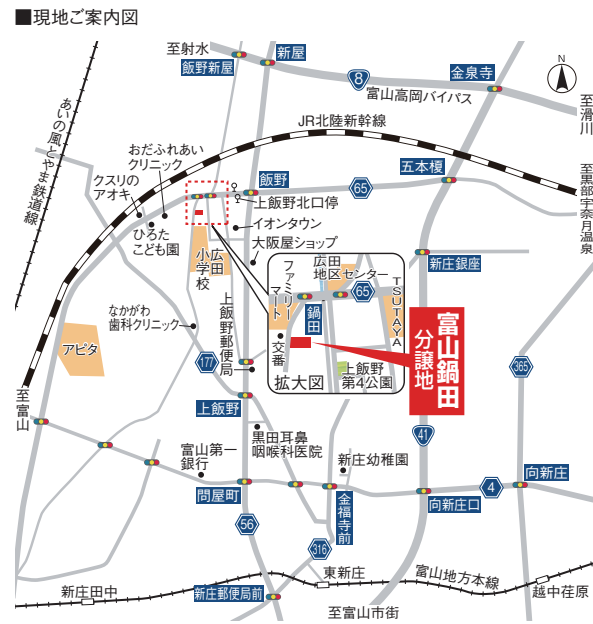 ■現地ご案内図
至射水
新屋
飯野新屋
8
富山高岡バイパス
金泉寺
N
至滑川
あいの風とやま鉄道線
JR北陸新幹線
おだふれあい
クリニック
クスリの
アオキ
飯野
65
五本榎
至黒部宇奈月温泉
上飯野北口停
ひろた
こども園
イオンタウン
大阪屋ショップ
広田
小学校
新庄銀座
広田
地区センター
ファミリー
マート
65
TSUTAYA
鍋田
交番
上飯野
第4公園
拡大図
富山鍋田
分譲地
なかがわ
歯科クリニック
上飯野
郵便局
アピタ
177
365
至富山
上飯野
41
黒田耳鼻
咽喉科医院
富山第一
銀行
新庄幼稚園
向新庄
問屋町
金福寺前
向新庄口
4
56
316
東新庄
富山地方本線
新庄田中
新庄郵便局前
越中荏原
至富山市街